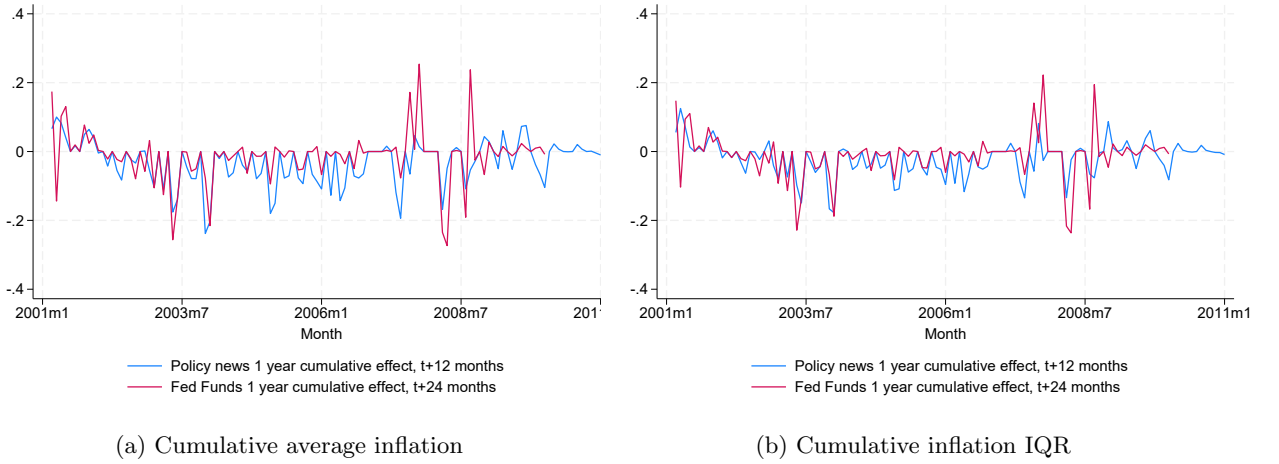 .4
.2
0
-.2
-.4
2001m1 2003m7 2006m1 2008m7 2011
Month
Policy news 1 year cumulative effect, t+12 months
Fed Funds 1 year cumulative effect, t+24 months
(a) Cumulative average inflation
.4
.2
0
-.2
-.4
2001m1 2003m7 2006m1 2008m7 2011m1
Month
Policy news 1 year cumulative effect, t+12 months
Fed Funds 1 year cumulative effect, t+24 months
(b) Cumulative inflation IQR